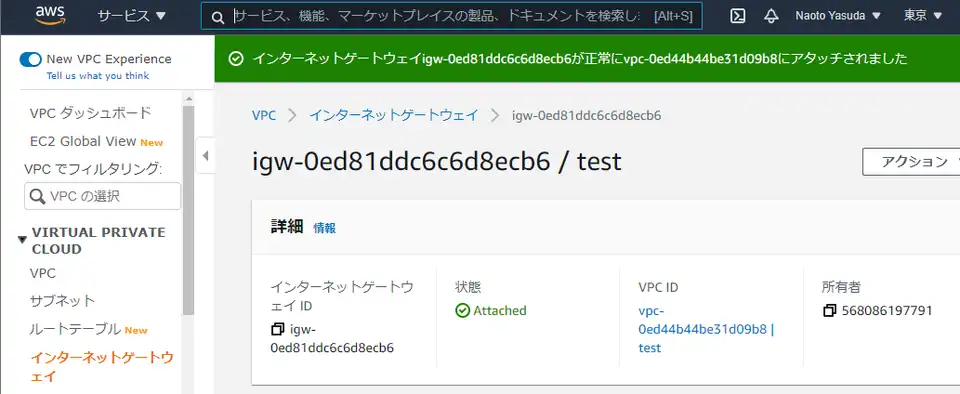 aws
サービス ▼
サービス、機能、マーケットプレイスの製品、ドキュメントを検索しま [Alt+S]
Naoto Yasuda ▼
東京 ▼
New VPC Experience
Tell us what you think
インターネットゲートウェイigw-0ed81ddc6c6d8ecb6が正常にvpc-0ed44b44be31d09b8にアタッチされました
VPC ダッシュボード
EC2 Global View New
VPC でフィルタリング:
VPC の選択
VIRTUAL PRIVATE
CLOUD
VPC
サブネット
ルートテーブル New
インターネットゲートウ
ェイ
VPC > インターネットゲートウェイ > igw-0ed81ddc6c6d8ecb6
igw-0ed81ddc6c6d8ecb6 / test
アクション
詳細 情報
インターネットゲートウ
ェイ ID
igw-
0ed81ddc6c6d8ecb6
状態
Attached
VPC ID
vpc-
0ed44b44be31d09b8 |
test
所有者
568086197791